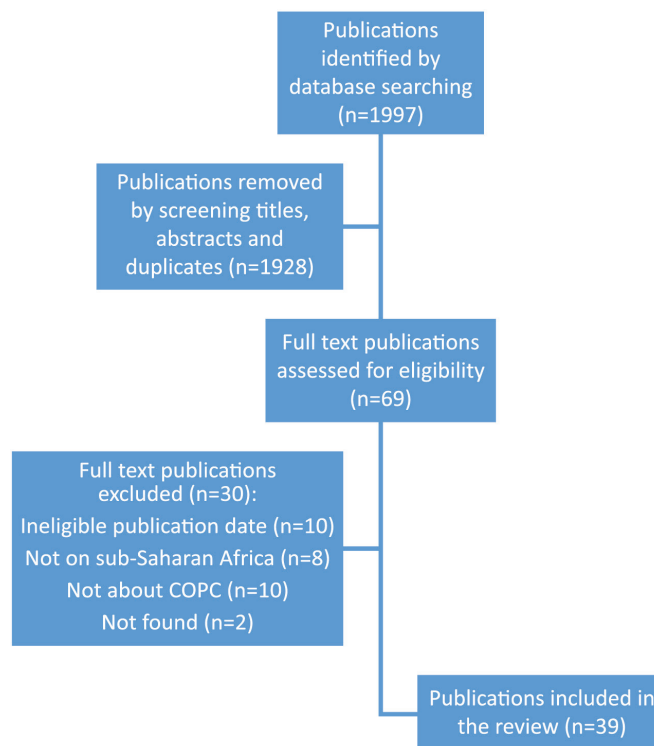 Publications
identified by
database searching
(n=1997)
Publications removed
by screening titles,
abstracts and
duplicates (n=1928)
Full text publications
assessed for eligibility
(n=69)
Full text publications
excluded (n=30):
Ineligible publication date (n=10)
Not on sub-Saharan Africa (n=8)
Not about COPC (n=10)
Not found (n=2)
Publications included in
the review (n=39)